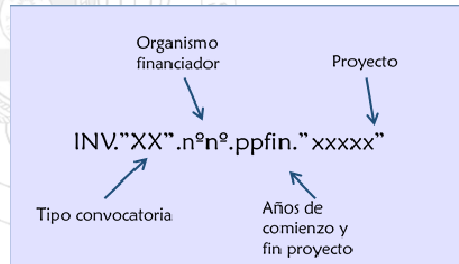 Organismo
financiador
Proyecto
INV."XX".nºnº.ppfin."xxxxx"
Tipo convocatoria
Años de
comienzo y
fin proyecto